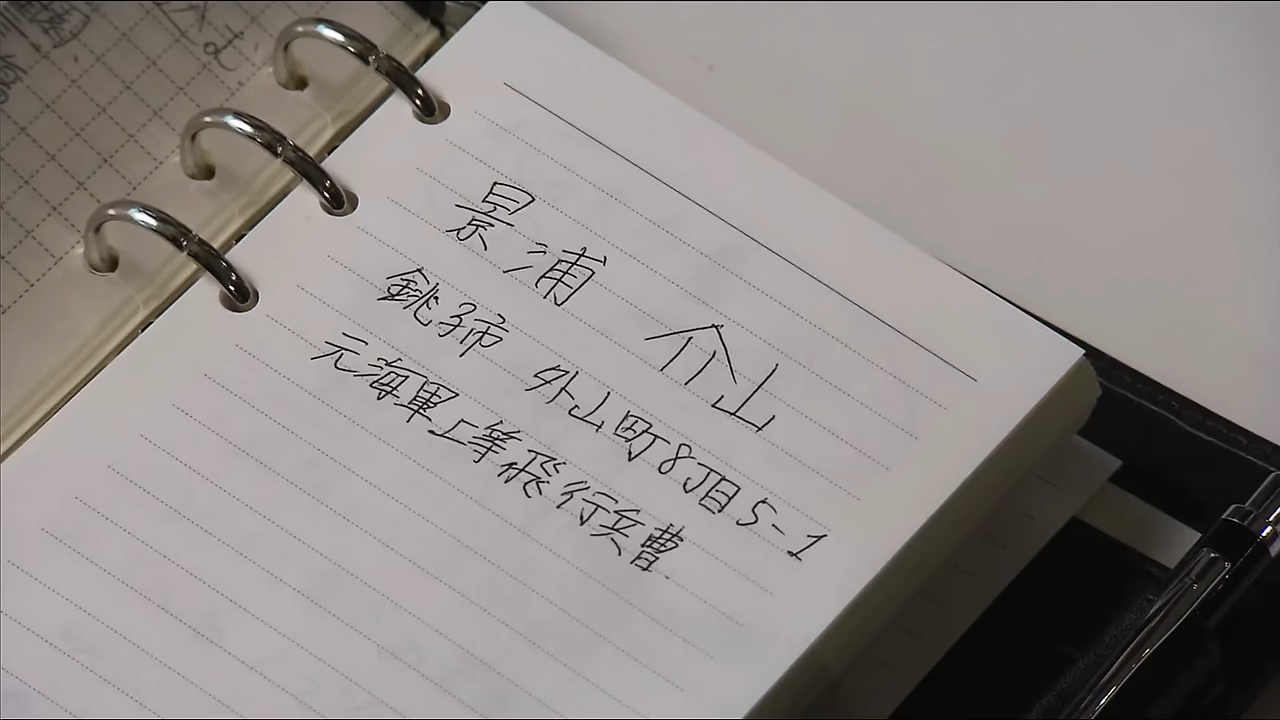 景浦 介山
銚子市 外山町8丁目5-1
元海軍上等飛行兵曹